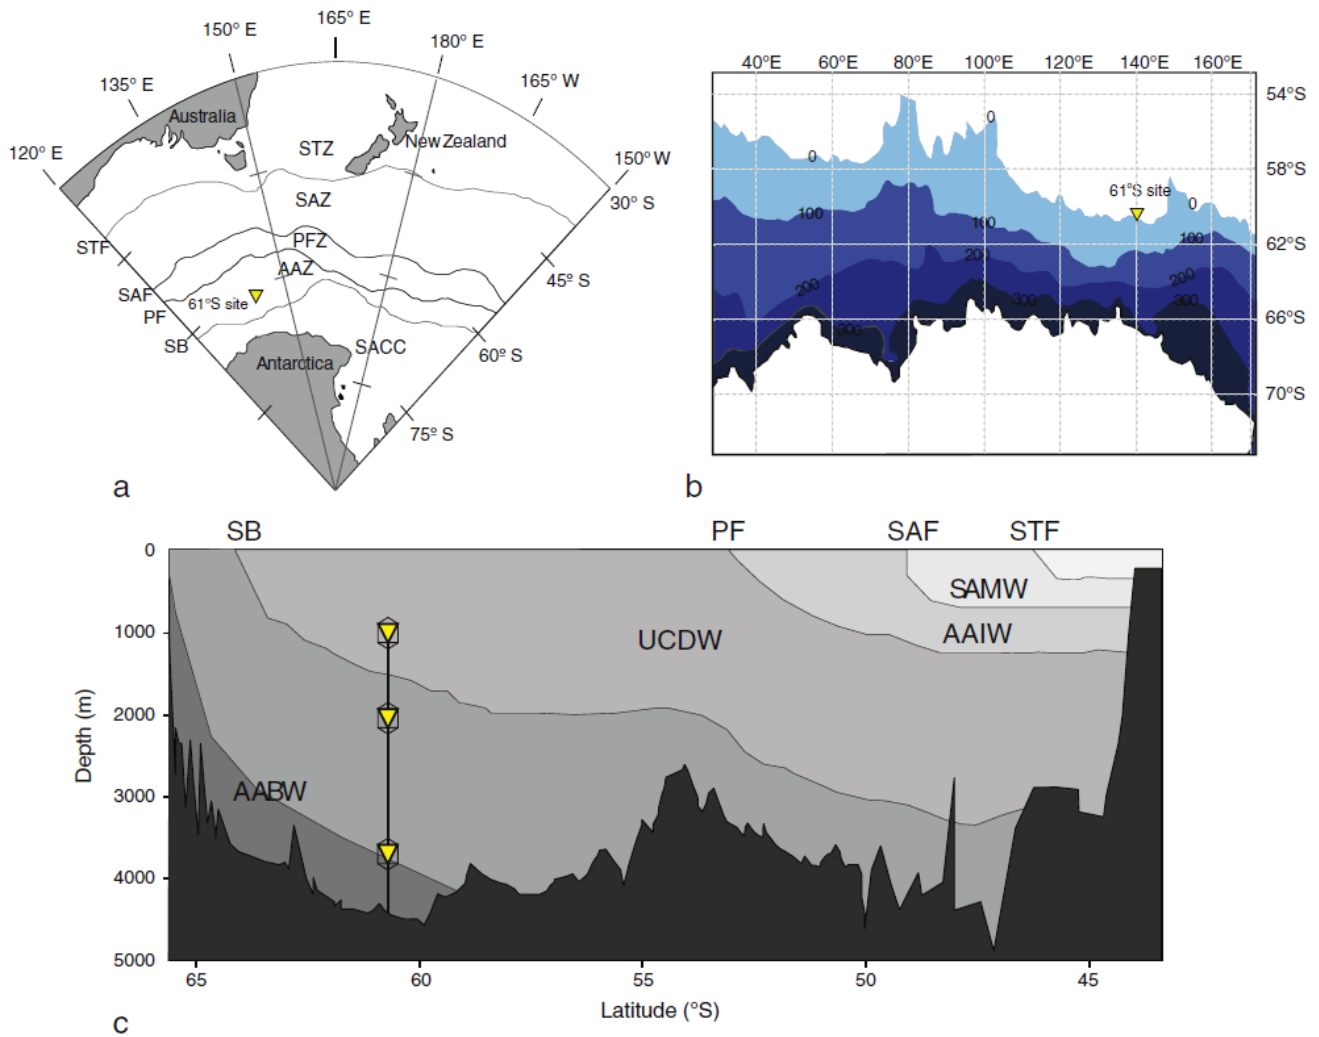 165° E
150° E
180° E
135° E
165° W
Australia
New Zealand
120° E
STZ
150° W
30° S
SAZ
STF
PFZ
AAZ
45° S
SAF
61°S site
PF
SB
SACC
60° S
Antarctica
75° S
a
40°E 60°E 80°E 100°E 120°E 140°E 160°E
54°S
0
0
58°S
61°S site
0
100
100
100
62°S
200
200
200
300
300
66°S
300
70°S
b
SB PF SAF STF
0
SAMW
1000
UCDW
AAIW
2000
AABW
3000
4000
5000
Depth (m)
65 60 55 50 45
Latitude (°S)
c